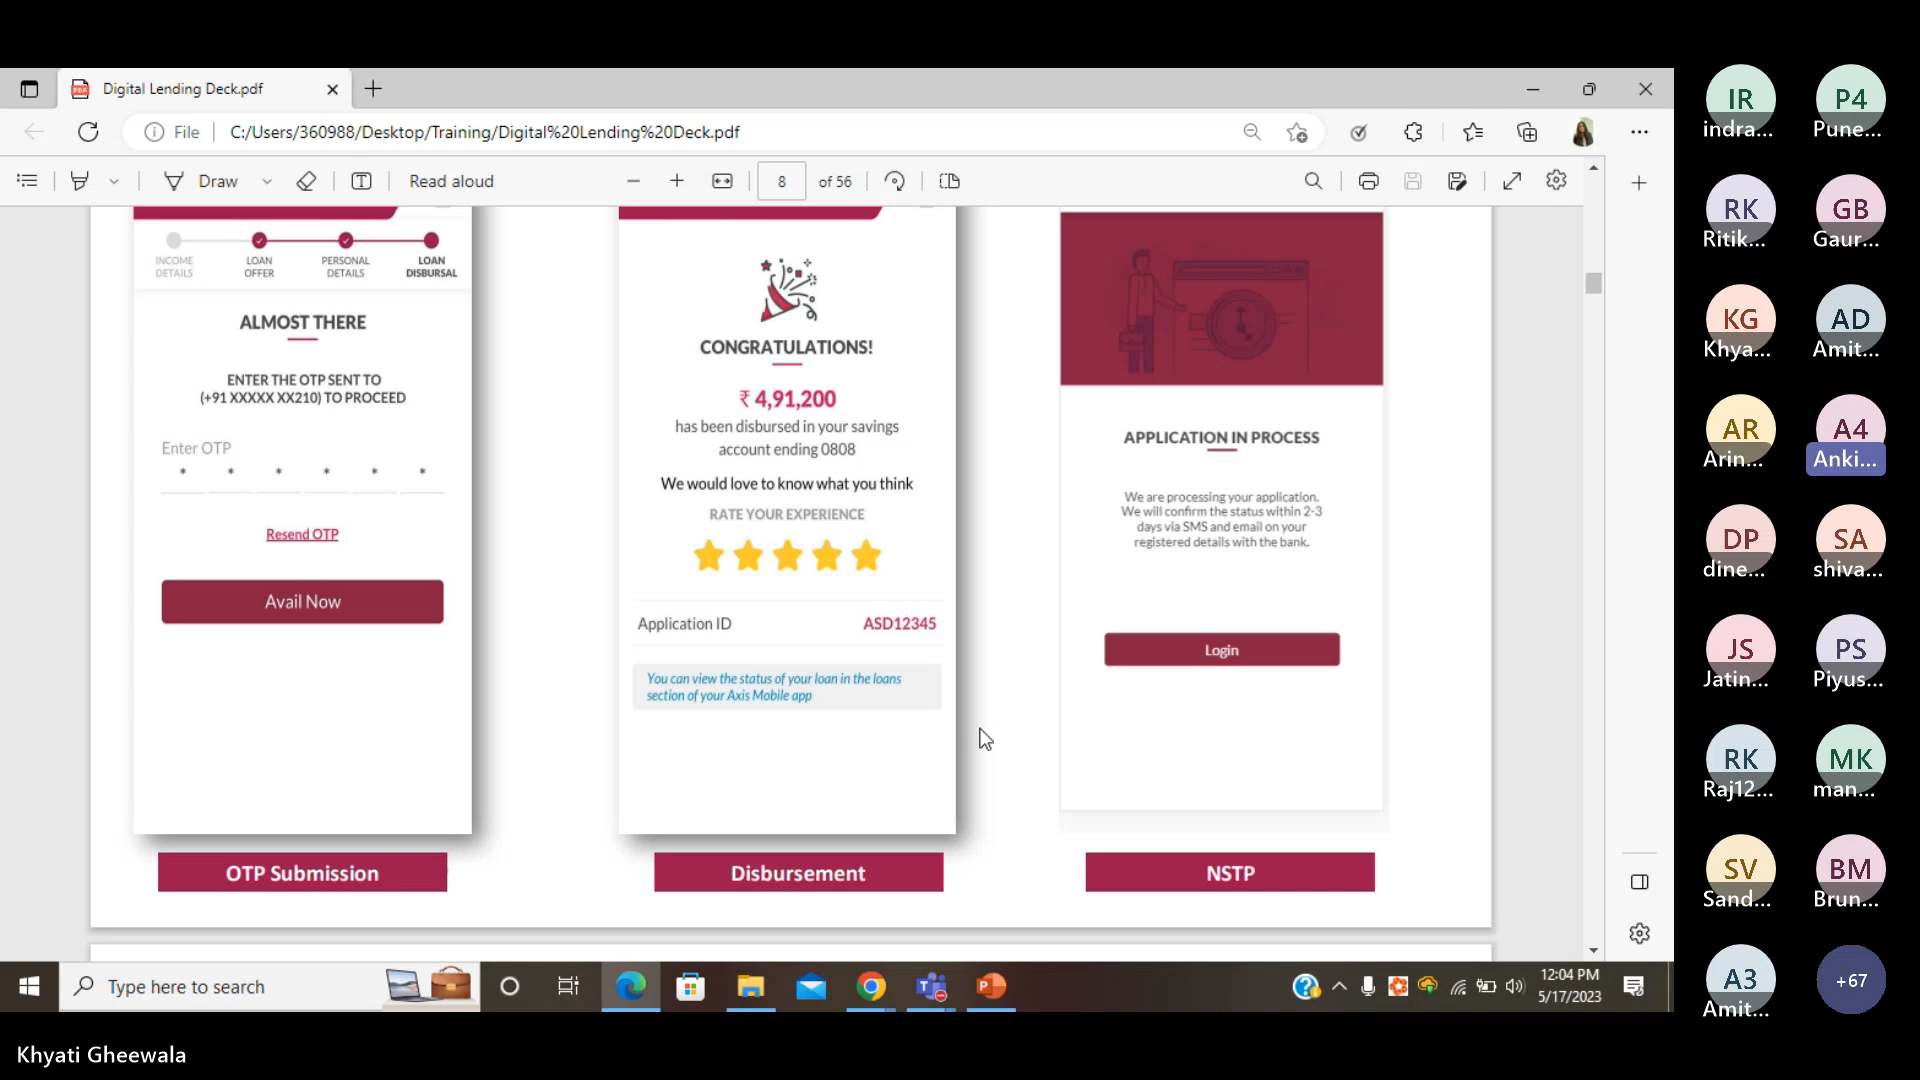 Digital Lending Deck.pdf
File
C:/Users/360988/Desktop/Training/Digital%20Lending%20Deck.pdf
Draw
Read aloud
8
of 56
INCOME
DETAILS
LOAN
OFFER
PERSONAL
DETAILS
LOAN
DISBURSAL
ALMOST THERE
ENTER THE OTP SENT TO
(+91 XXXXX XX210) TO PROCEED
Enter OTP
* * * * * *
Resend OTP
Avail Now
OTP Submission
CONGRATULATIONS!
₹ 4,91,200
has been disbursed in your savings
account ending 0808
We would love to know what you think
RATE YOUR EXPERIENCE
Application ID
ASD12345
You can view the status of your loan in the loans
section of your Axis Mobile app
Disbursement
APPLICATION IN PROCESS
We are processing your application.
We will confirm the status within 2-3
days via SMS and email on your
registered details with the bank.
Login
NSTP
Type here to search
12:04 PM
5/17/2023
Khyati Gheewala
IR
indra...
P4
Pune...
RK
Ritik...
GB
Gaur...
KG
Khya...
AD
Amit...
AR
Arin...
A4
Anki...
DP
dine...
SA
shiva...
JS
Jatin...
PS
Piyus...
RK
Raj12...
MK
man...
SV
Sand...
BM
Brun...
A3
Amit...
+67